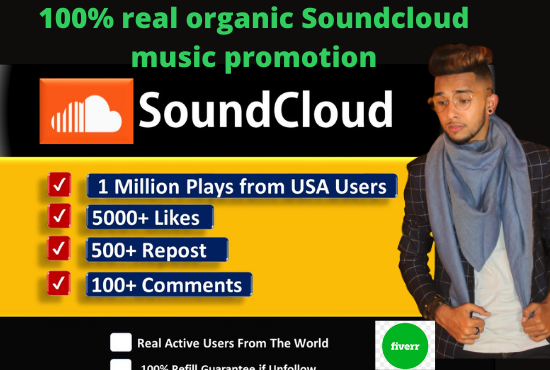 100% real organic Soundcloud
music promotion
SoundCloud
1 Million Plays from USA Users
5000+ Likes
500+ Repost
100+ Comments
Real Active Users From The World
fiverr
100% Refill Guarantee if Unfollow